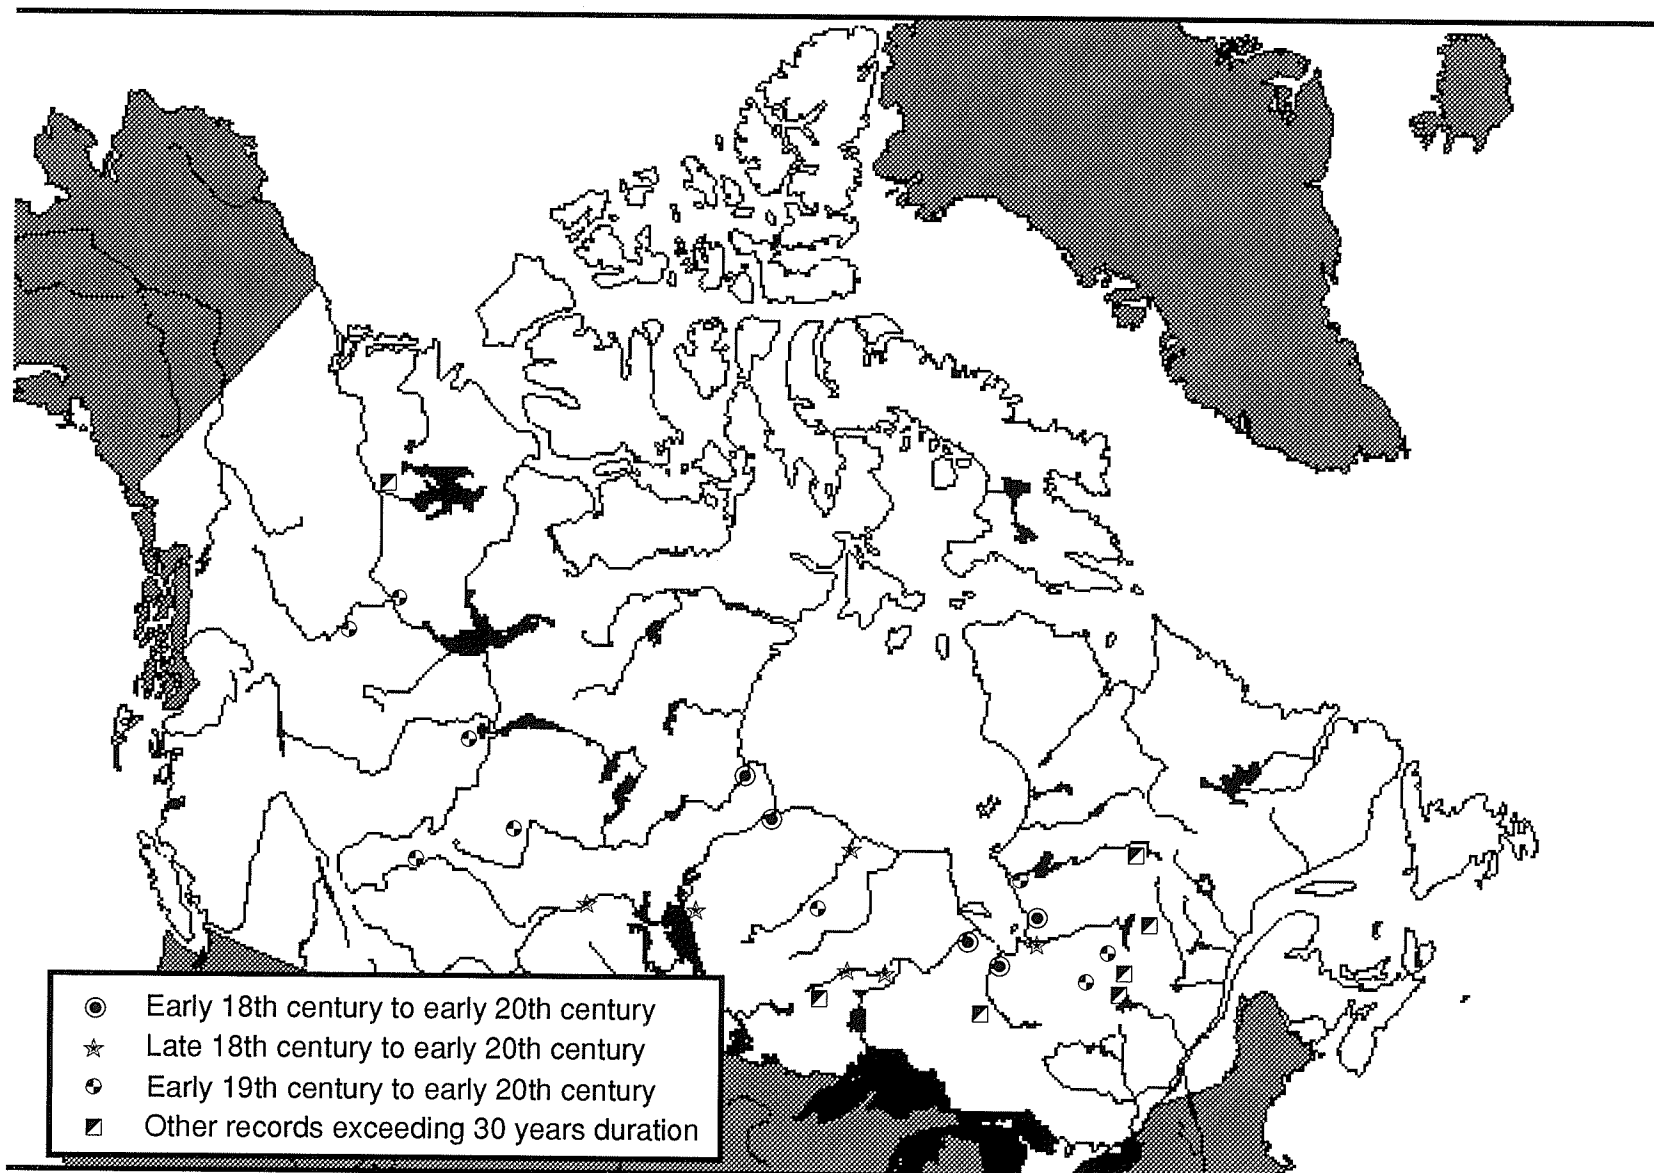 Early 18th century to early 20th century
Late 18th century to early 20th century
Early 19th century to early 20th century
Other records exceeding 30 years duration